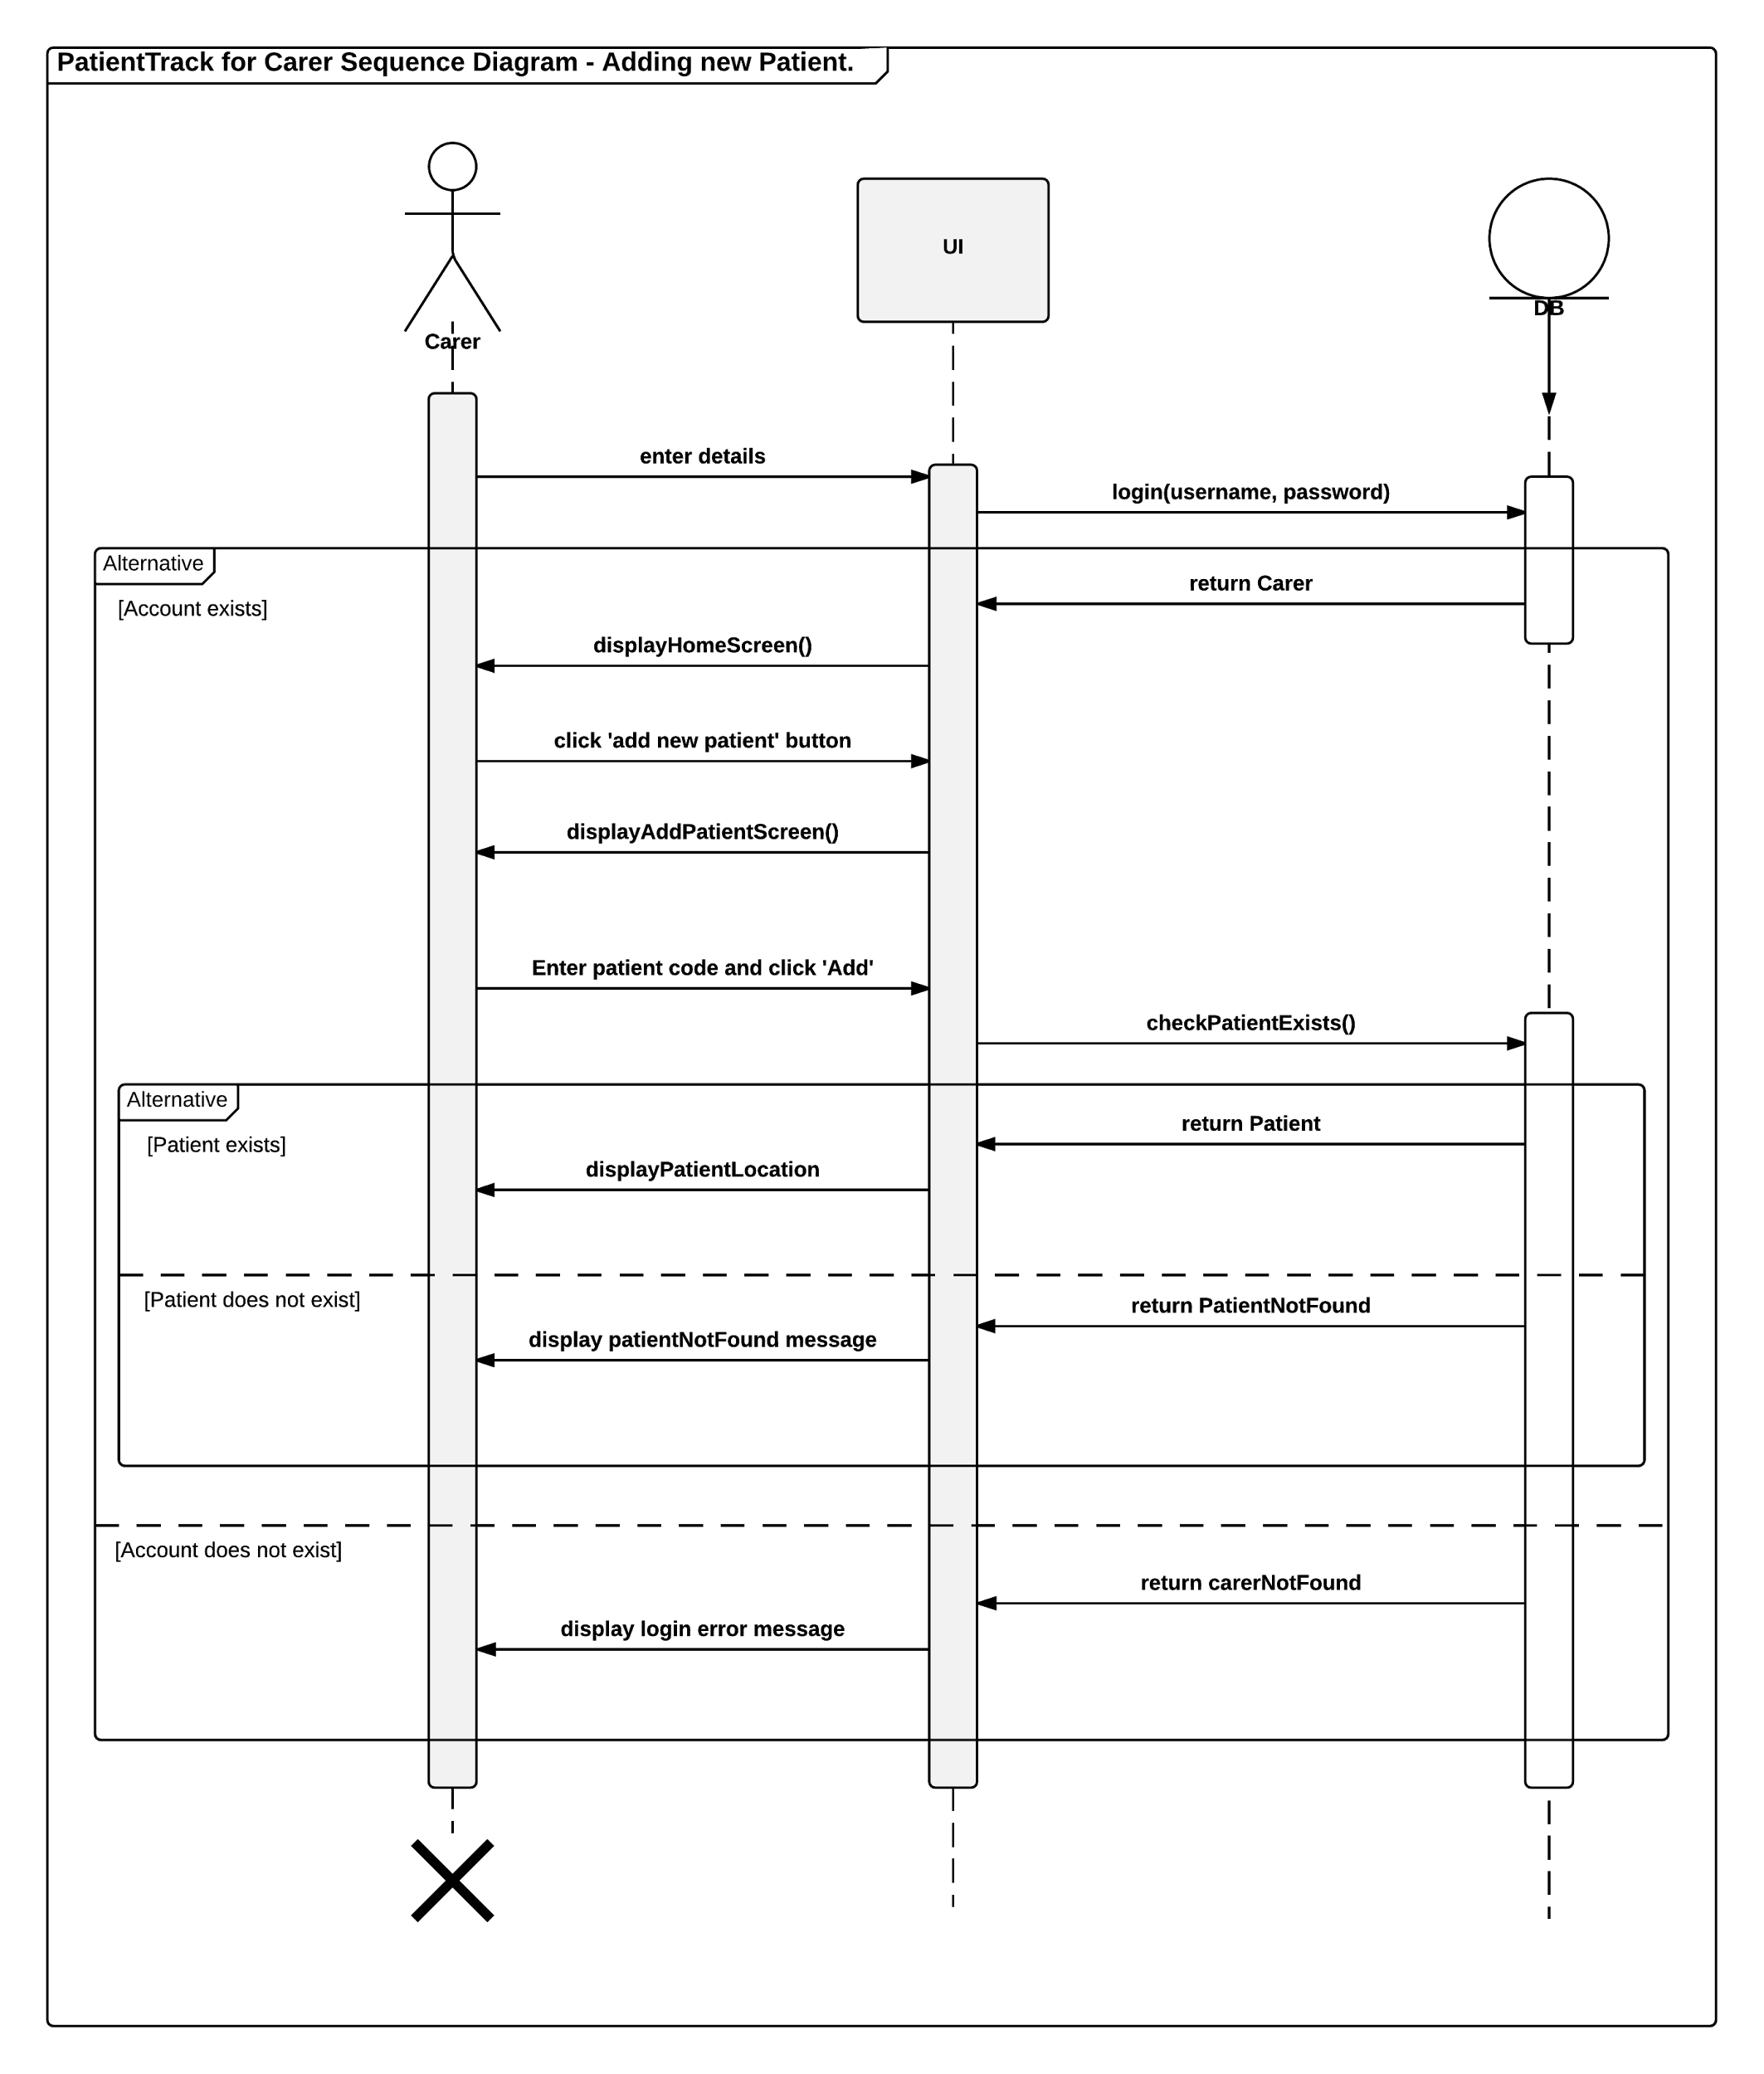 PatientTrack for Carer Sequence Diagram - Adding new Patient.
UI
DB
Carer
enter details
login(username, password)
Alternative
return Carer
[Account exists]
displayHomeScreen()
click 'add new patient' button
displayAddPatientScreen()
Enter patient code and click 'Add'
checkPatientExists()
Alternative
return Patient
[Patient exists]
displayPatientLocation
[Patient does not exist]
return PatientNotFound
display patientNotFound message
[Account does not exist]
return carerNotFound
display login error message